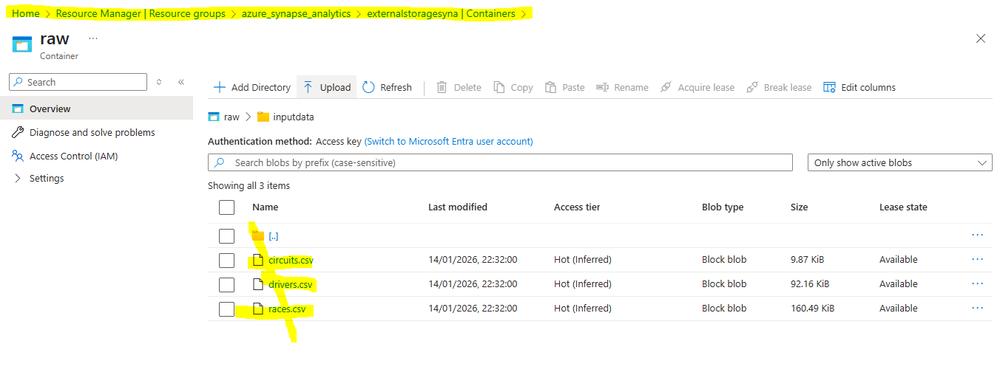 Home > Resource Manager | Resource groups > azure_synapse_analytics > externalstoragesyna | Containers >
raw ...
Container
Search
Overview
Diagnose and solve problems
Access Control (IAM)
Settings
Add Directory Upload Refresh Delete Copy Paste Rename Acquire lease Break lease Edit columns
raw > inputdata
Authentication method: Access key (Switch to Microsoft Entra user account)
Search blobs by prefix (case-sensitive) Only show active blobs
Showing all 3 items
Name Last modified Access tier Blob type Size Lease state
[..] ...
circuits.csv 14/01/2026, 22:32:00 Hot (Inferred) Block blob 9.87 KiB Available ...
drivers.csv 14/01/2026, 22:32:00 Hot (Inferred) Block blob 92.16 KiB Available ...
races.csv 14/01/2026, 22:32:00 Hot (Inferred) Block blob 160.49 KiB Available ...